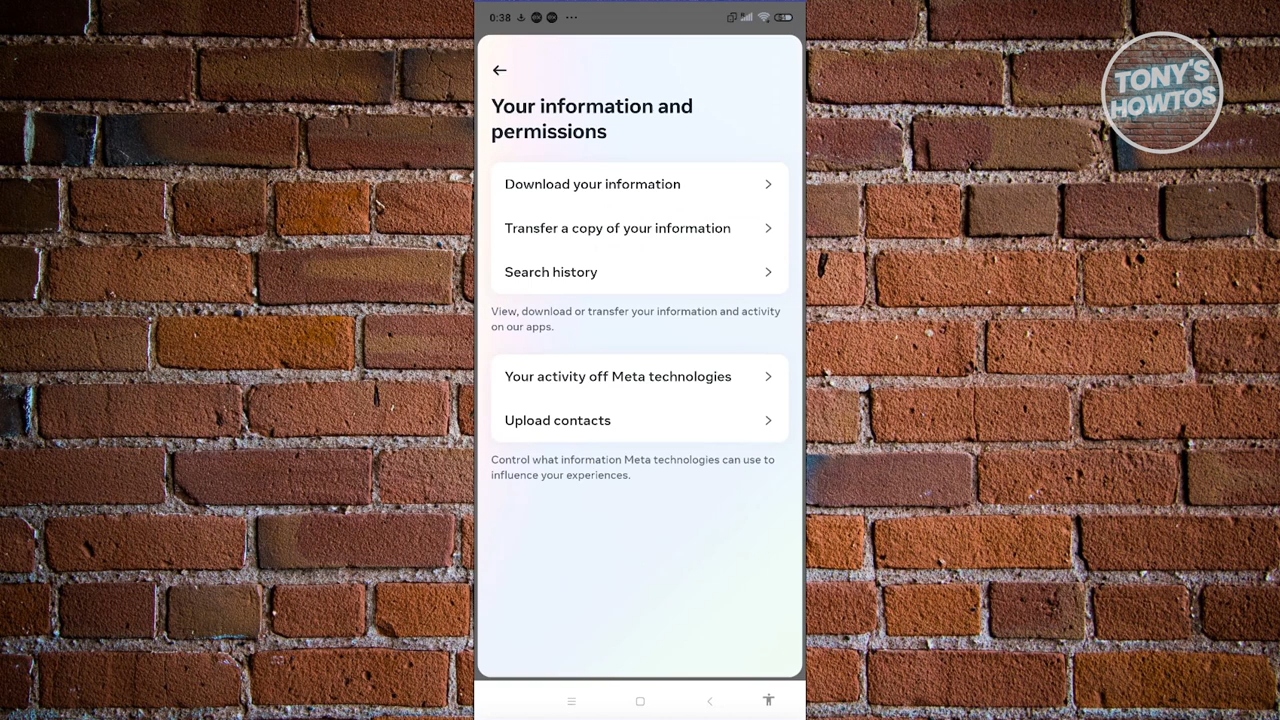 0:38
TONY'S
HOWTOS
Your information and
permissions
Download your information
Transfer a copy of your information
Search history
View, download or transfer your information and activity
on our apps.
Your activity off Meta technologies
Upload contacts
Control what information Meta technologies can use to
influence your experiences.